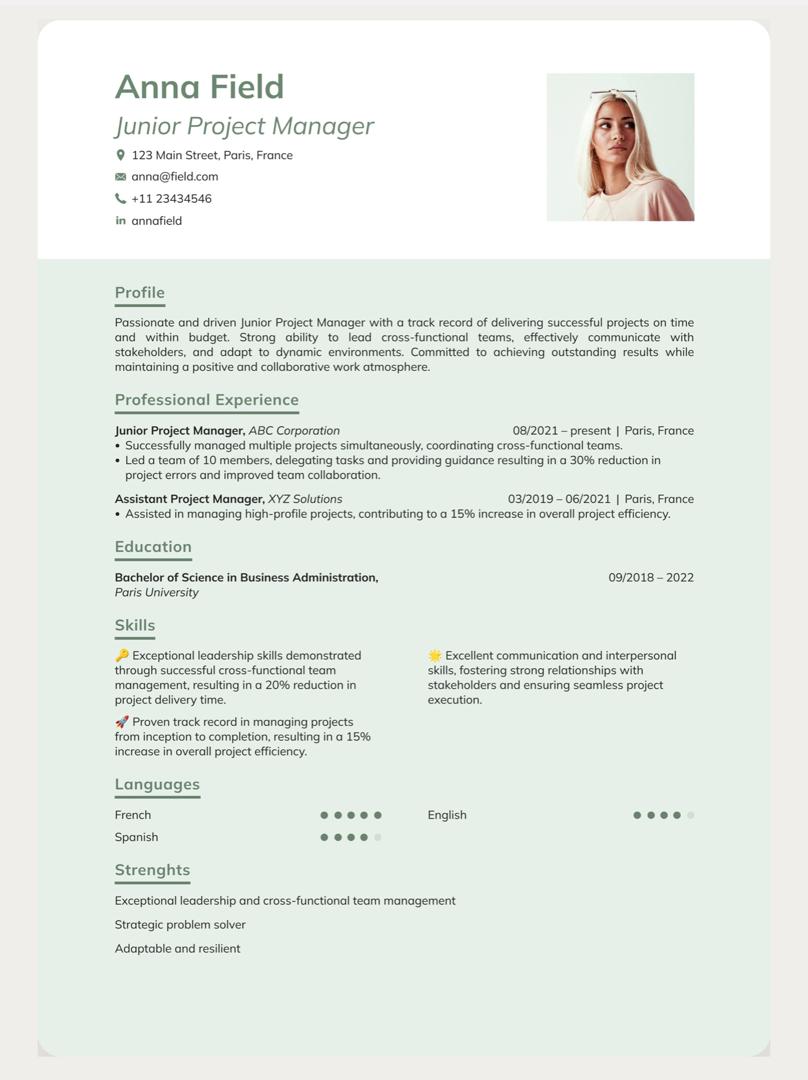 Anna Field
Junior Project Manager
123 Main Street, Paris, France
anna@field.com
+11 23434546
in annafield
Profile
Passionate and driven Junior Project Manager with a track record of delivering successful projects on time
and within budget. Strong ability to lead cross-functional teams, effectively communicate with
stakeholders, and adapt to dynamic environments. Committed to achieving outstanding results while
maintaining a positive and collaborative work atmosphere.
Professional Experience
Junior Project Manager, ABC Corporation 08/2021 – present | Paris, France
• Successfully managed multiple projects simultaneously, coordinating cross-functional teams.
• Led a team of 10 members, delegating tasks and providing guidance resulting in a 30% reduction in
project errors and improved team collaboration.
Assistant Project Manager, XYZ Solutions 03/2019 – 06/2021 | Paris, France
• Assisted in managing high-profile projects, contributing to a 15% increase in overall project efficiency.
Education
Bachelor of Science in Business Administration, 09/2018 – 2022
Paris University
Skills
🔑 Exceptional leadership skills demonstrated
through successful cross-functional team
management, resulting in a 20% reduction in
project delivery time.
🌟 Excellent communication and interpersonal
skills, fostering strong relationships with
stakeholders and ensuring seamless project
execution.
🚀 Proven track record in managing projects
from inception to completion, resulting in a 15%
increase in overall project efficiency.
Languages
French
English
Spanish
Strenghts
Exceptional leadership and cross-functional team management
Strategic problem solver
Adaptable and resilient